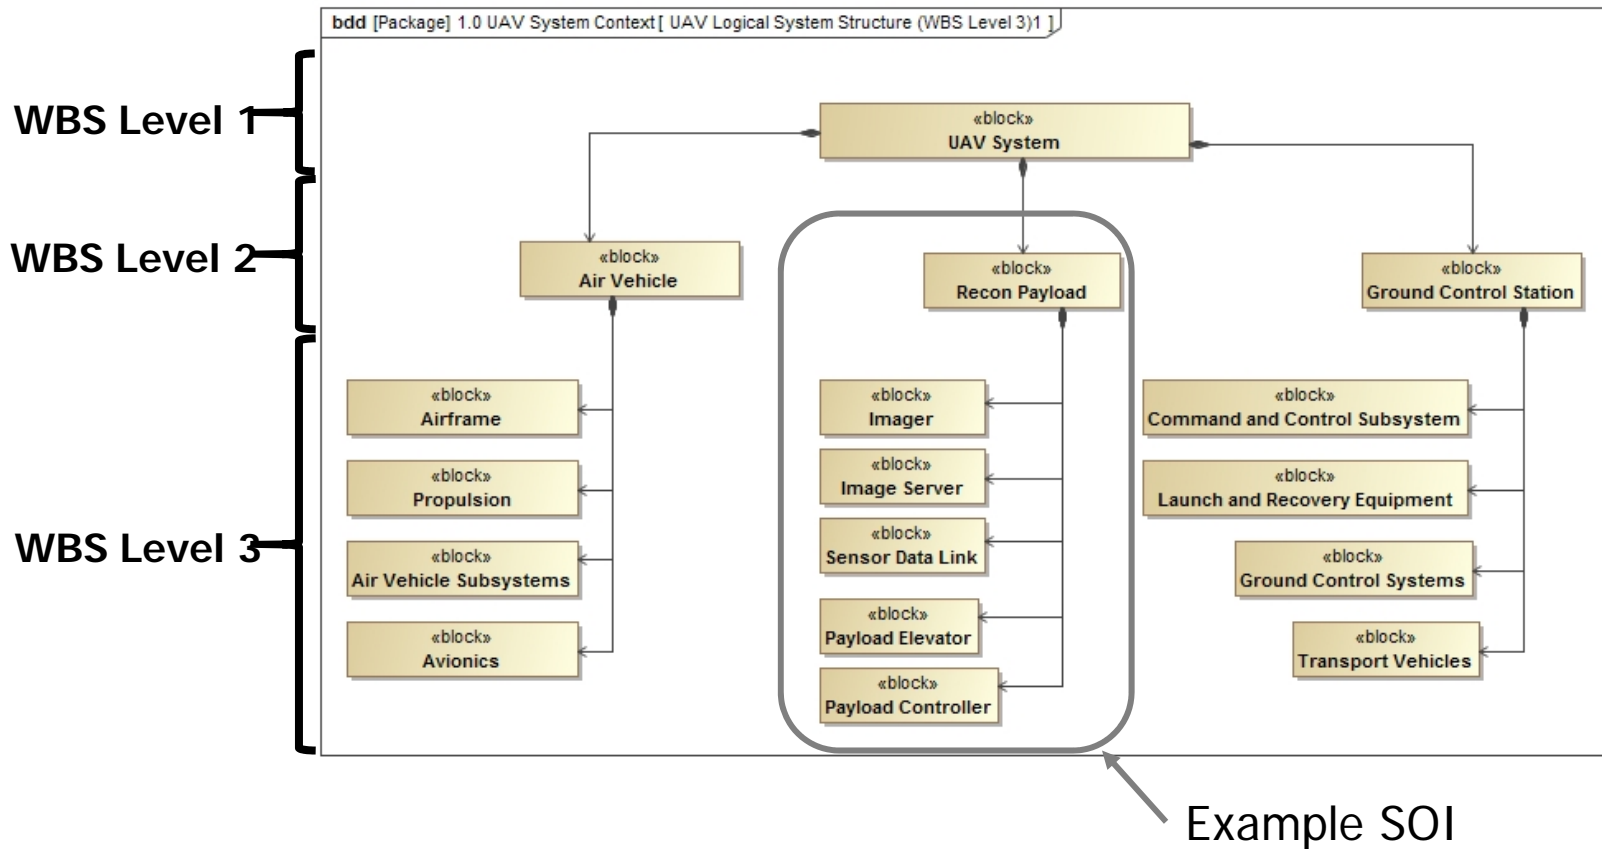 bdd [Package] 1.0 UAV System Context [ UAV Logical System Structure (WBS Level 3)1 ]
WBS Level 1
«block»
UAV System
WBS Level 2
«block»
Air Vehicle
«block»
Recon Payload
«block»
Ground Control Station
WBS Level 3
«block»
Airframe
«block»
Propulsion
«block»
Air Vehicle Subsystems
«block»
Avionics
«block»
Imager
«block»
Image Server
«block»
Sensor Data Link
«block»
Payload Elevator
«block»
Payload Controller
«block»
Command and Control Subsystem
«block»
Launch and Recovery Equipment
«block»
Ground Control Systems
«block»
Transport Vehicles
Example SOI